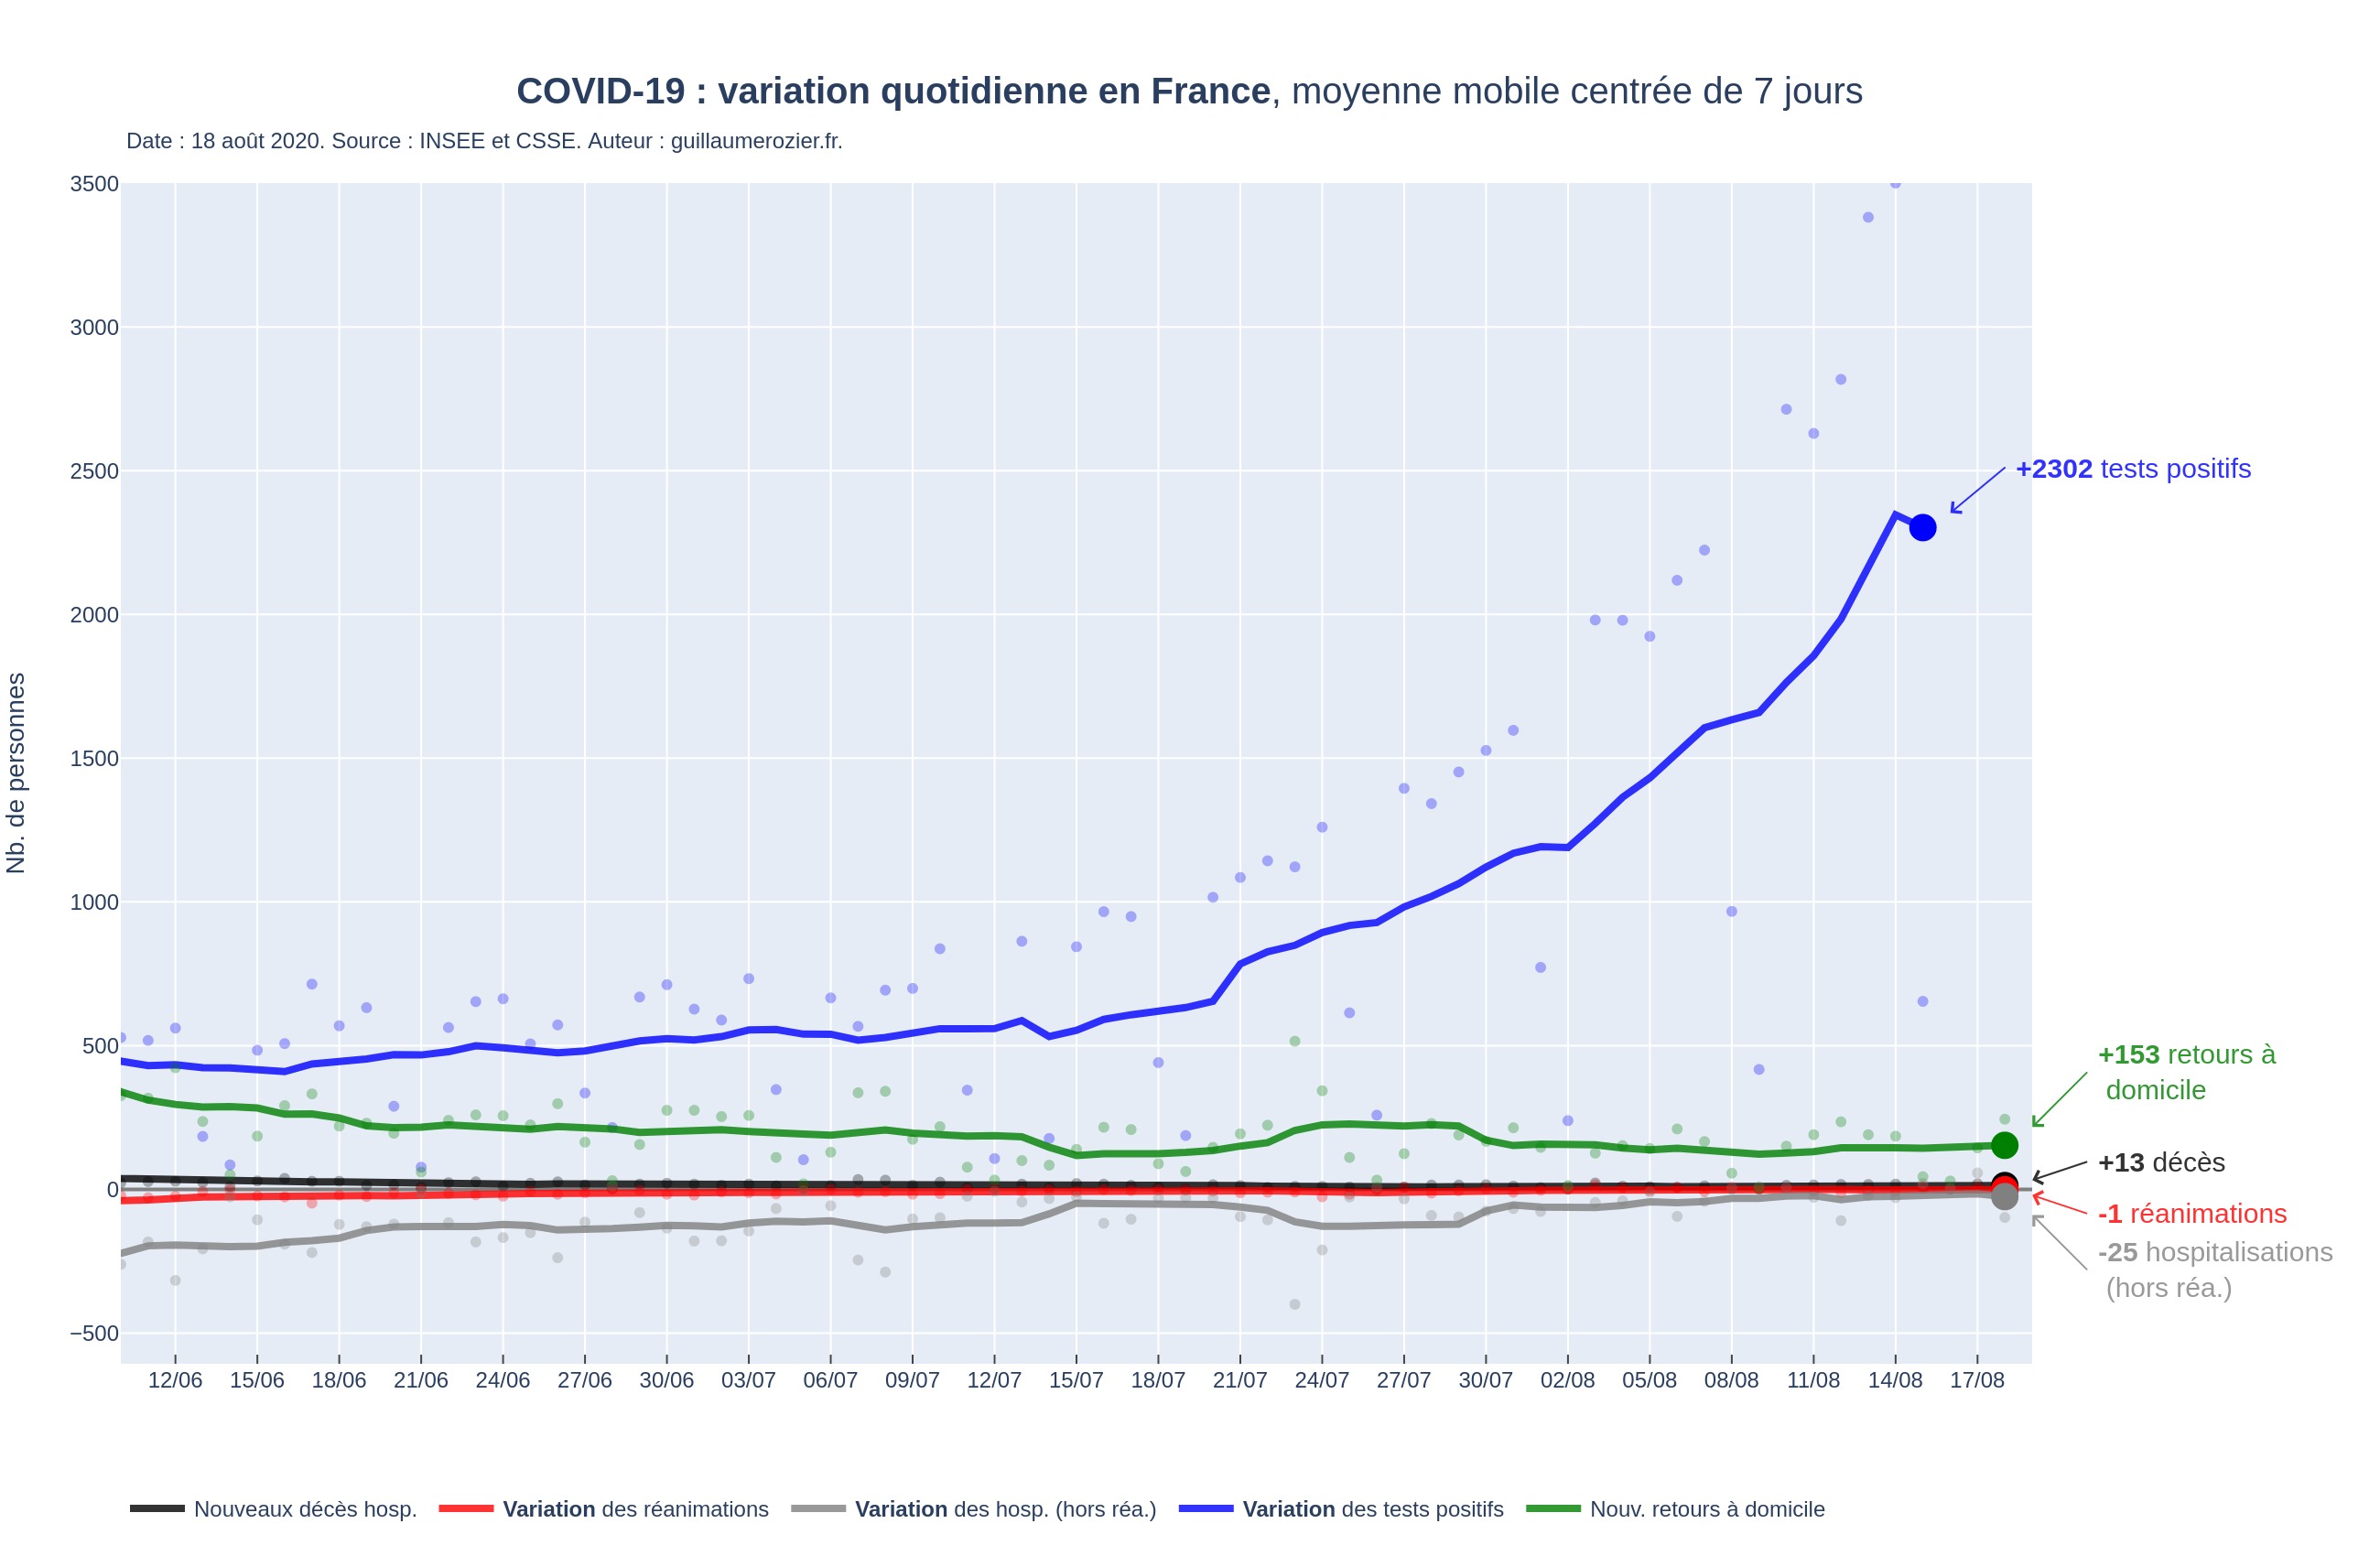 COVID-19 : variation quotidienne en France, moyenne mobile centrée de 7 jours
Date : 18 août 2020. Source : INSEE et CSSE. Auteur : guillaumerozier.fr.
Nb. de personnes
3500
3000
2500
2000
1500
1000
500
0
−500
+2302 tests positifs
+153 retours à
domicile
+13 décès
-1 réanimations
-25 hospitalisations
(hors réa.)
12/06 15/06 18/06 21/06 24/06 27/06 30/06 03/07 06/07 09/07 12/07 15/07 18/07 21/07 24/07 27/07 30/07 02/08 05/08 08/08 11/08 14/08 17/08
Nouveaux décès hosp. Variation des réanimations Variation des hosp. (hors réa.) Variation des tests positifs Nouv. retours à domicile